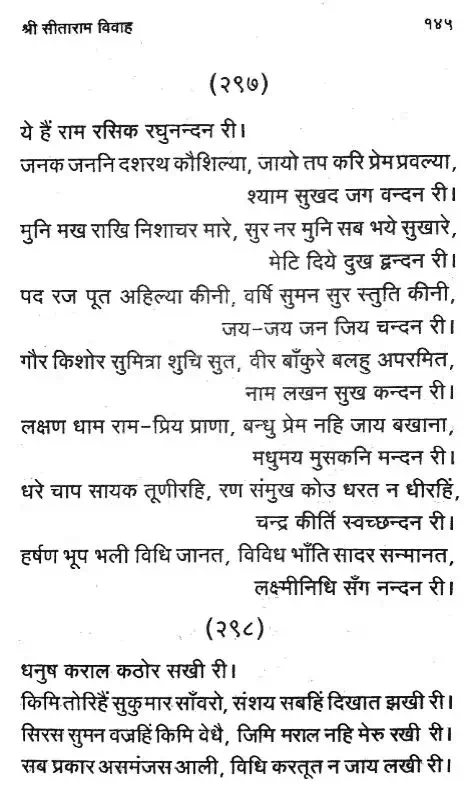 श्री सीताराम विवाह १४५
(२९७)
ये हैं राम रसिक रघुनन्दन री।
जनक जननि दशरथ कौशिल्या, जायो तप करि प्रेम प्रवल्या,
श्याम सुखद जग वन्दन री।
मुनि मख राखि निशाचर मारे, सुर नर मुनि सब भये सुखारे,
मेटि दिये दुख द्वन्दन री।
पद रज पूत अहिल्या कीनी, वर्षि सुमन सुर स्तुति कीनी,
जय-जय जन जिय चन्दन री।
गौर किशोर सुमित्रा शुचि सुत, वीर बाँकुरे बलहु अपरमित,
नाम लखन सुख कन्दन री।
लक्षण धाम राम-प्रिय प्राणा, बन्धु प्रेम नहि जाय बखाना,
मधुमय मुसकनि मन्दन री।
धरे चाप सायक तूणीरहि, रण संमुख कोउ धरत न धीरहिं,
चन्द्र कीर्ति स्वच्छन्दन री।
हर्षण भूप भली विधि जानत, विविध भाँति सादर सन्मानत,
लक्ष्मीनिधि सँग नन्दन री।
(२९८)
धनुष कराल कठोर सखी री।
किमि तोरिहैं सुकुमार साँवरो, संशय सबहिं दिखात झखी री।
सिरस सुमन वज्रहिं किमि वेधै, जिमि मराल नहि मेरु रखी री।
सब प्रकार असमंजस आली, विधि करतूत न जाय लखी री।